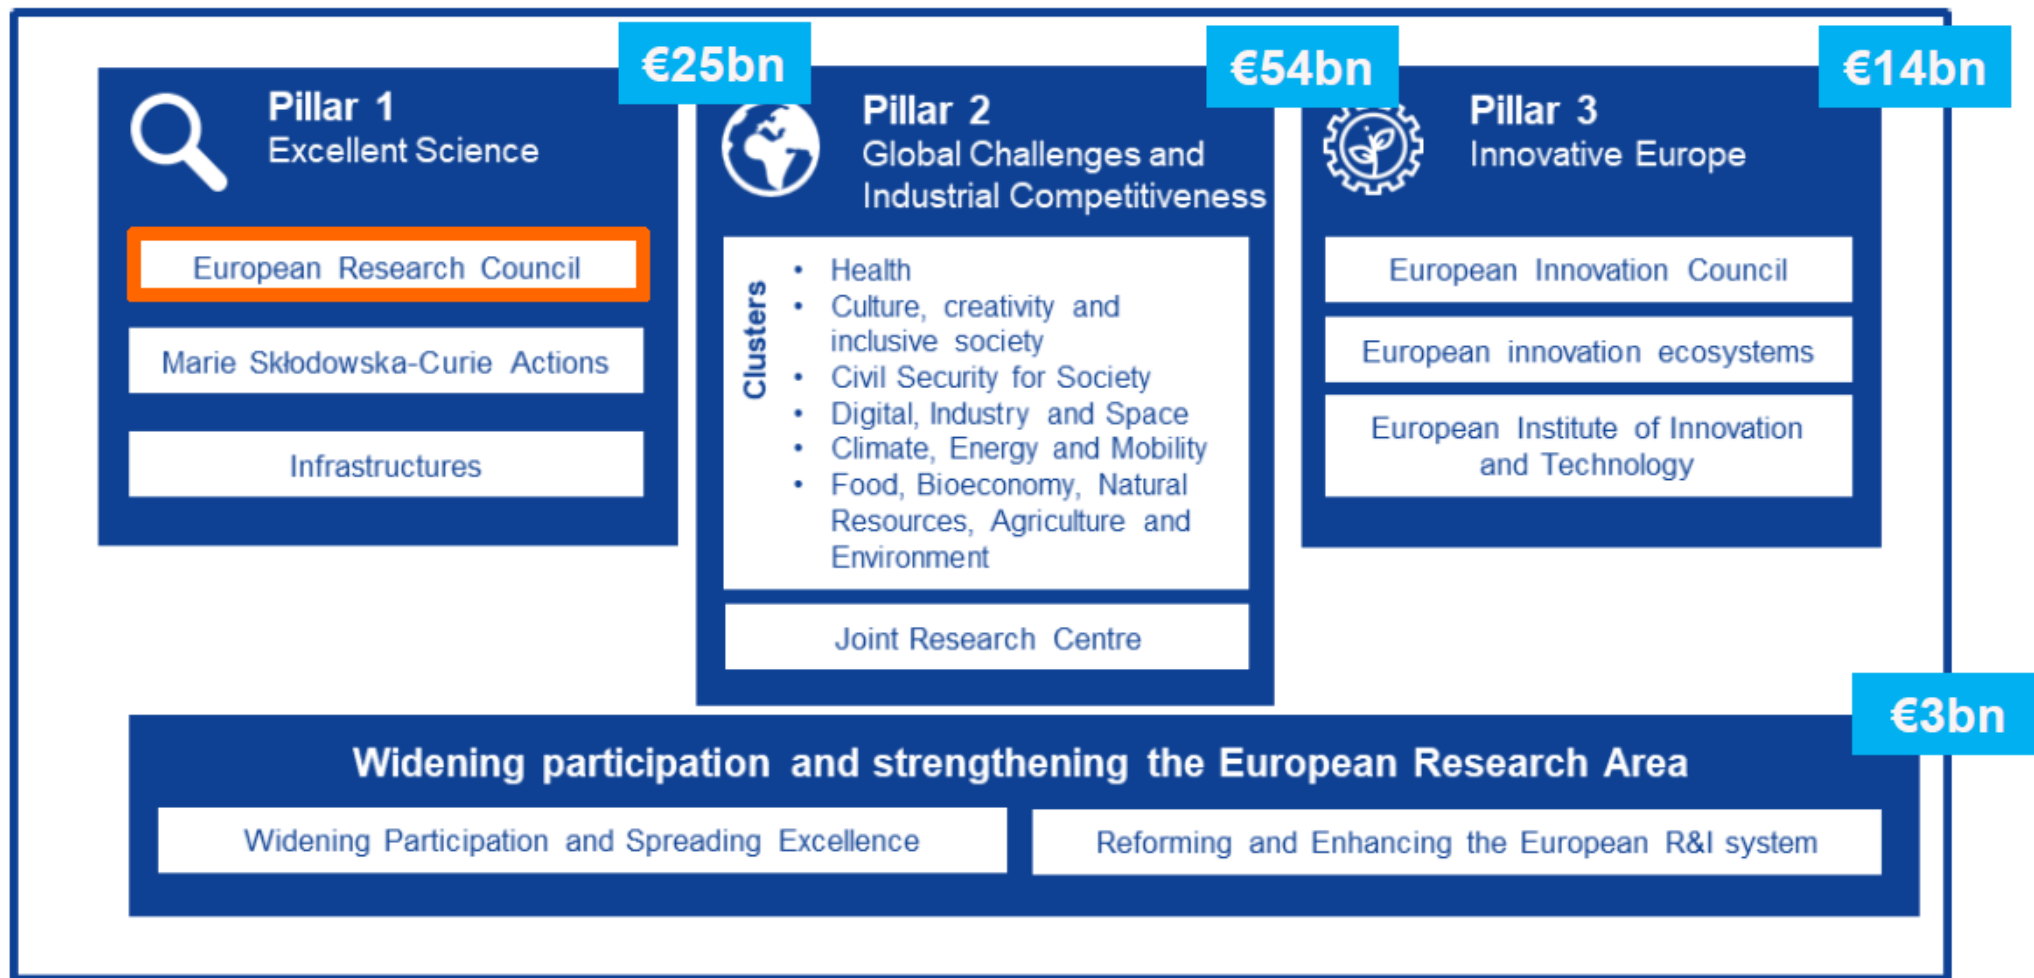 €25bn
Pillar 1
Excellent Science
European Research Council
Marie Skłodowska-Curie Actions
Infrastructures
€54bn
Pillar 2
Global Challenges and
Industrial Competitiveness
Clusters
• Health
• Culture, creativity and
inclusive society
• Civil Security for Society
• Digital, Industry and Space
• Climate, Energy and Mobility
• Food, Bioeconomy, Natural
Resources, Agriculture and
Environment
Joint Research Centre
€14bn
Pillar 3
Innovative Europe
European Innovation Council
European innovation ecosystems
European Institute of Innovation
and Technology
€3bn
Widening participation and strengthening the European Research Area
Widening Participation and Spreading Excellence
Reforming and Enhancing the European R&I system